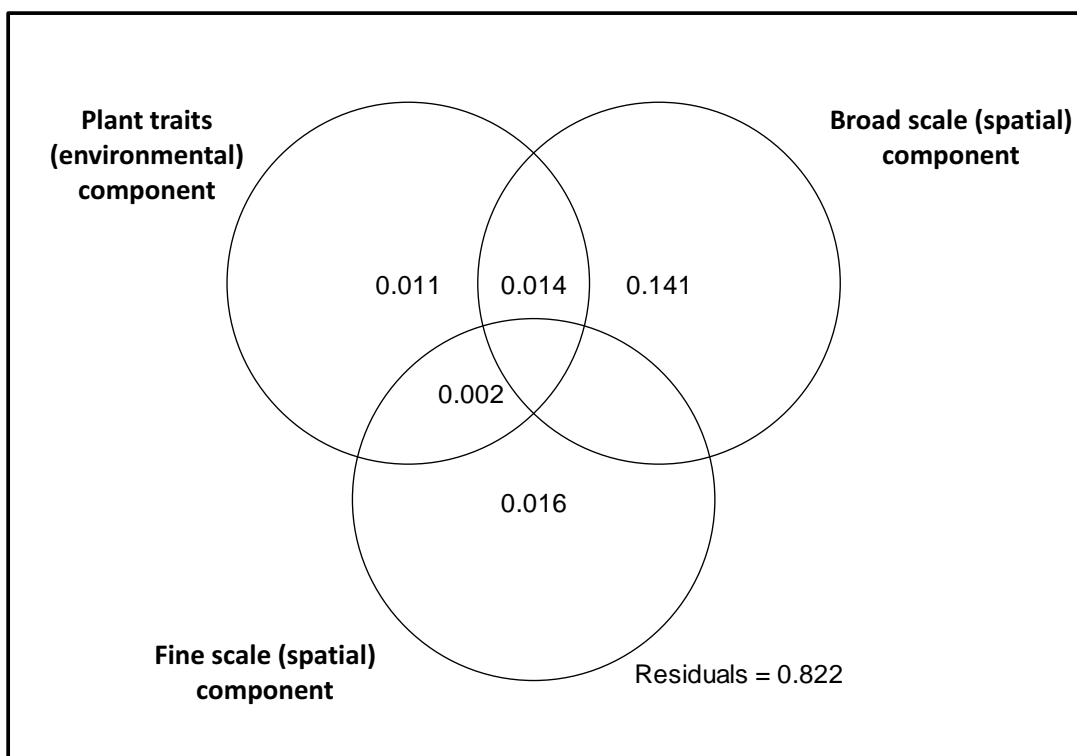 Plant traits
(environmental)
component
Broad scale (spatial)
component
0.011
0.014
0.141
0.002
0.016
Fine scale (spatial)
component
Residuals = 0.822